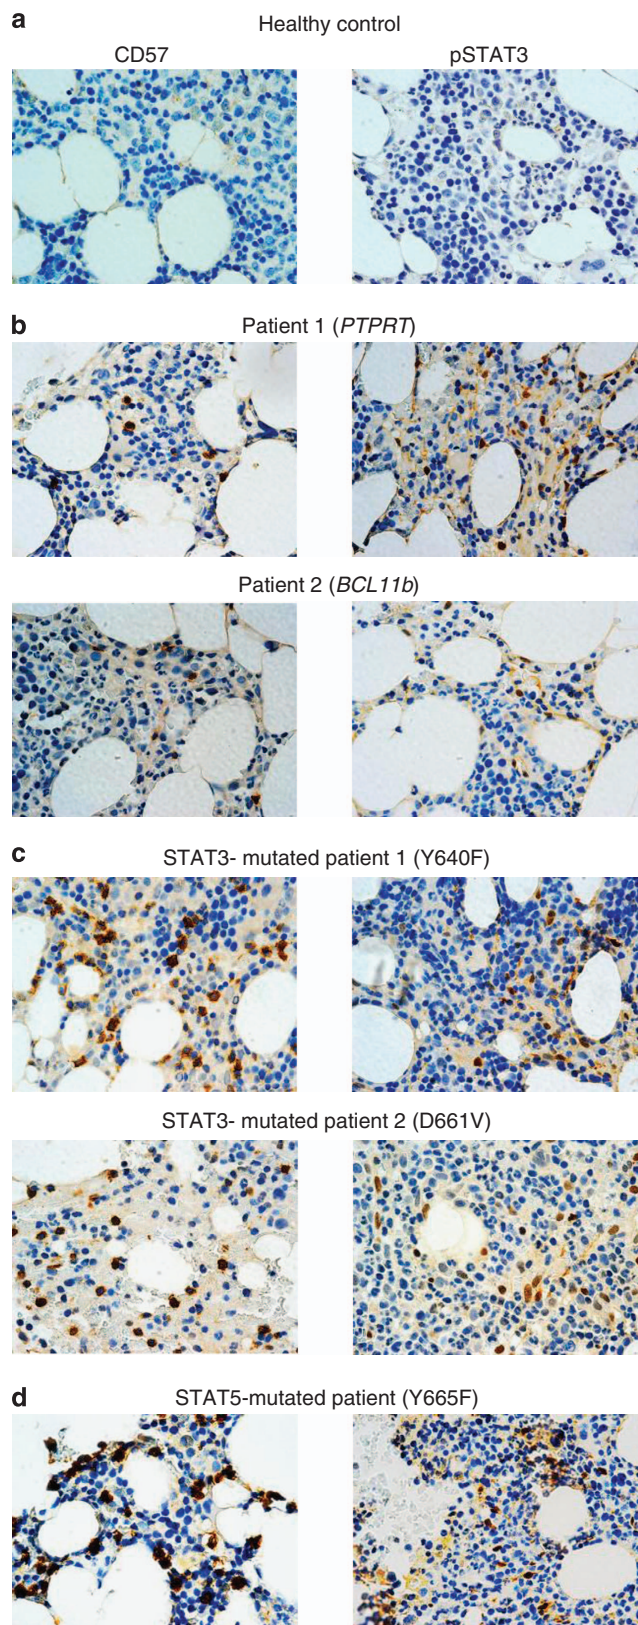 a
Healthy control
CD57 pSTAT3
b
Patient 1 (PTPRT)
Patient 2 (BCL11b)
c
STAT3- mutated patient 1 (Y640F)
STAT3- mutated patient 2 (D661V)
d
STAT5-mutated patient (Y665F)